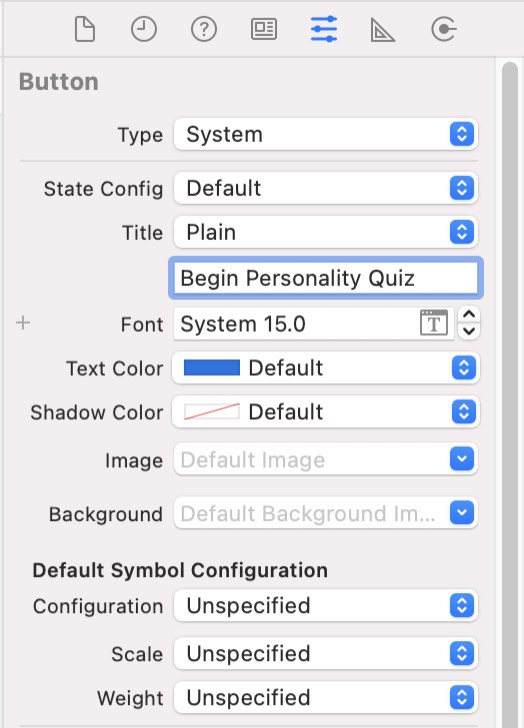 Button
Type System
State Config Default
Title Plain
Begin Personality Quiz
+ Font System 15.0 T
Text Color Default
Shadow Color Default
Image Default Image
Background Default Background Im...
Default Symbol Configuration
Configuration Unspecified
Scale Unspecified
Weight Unspecified